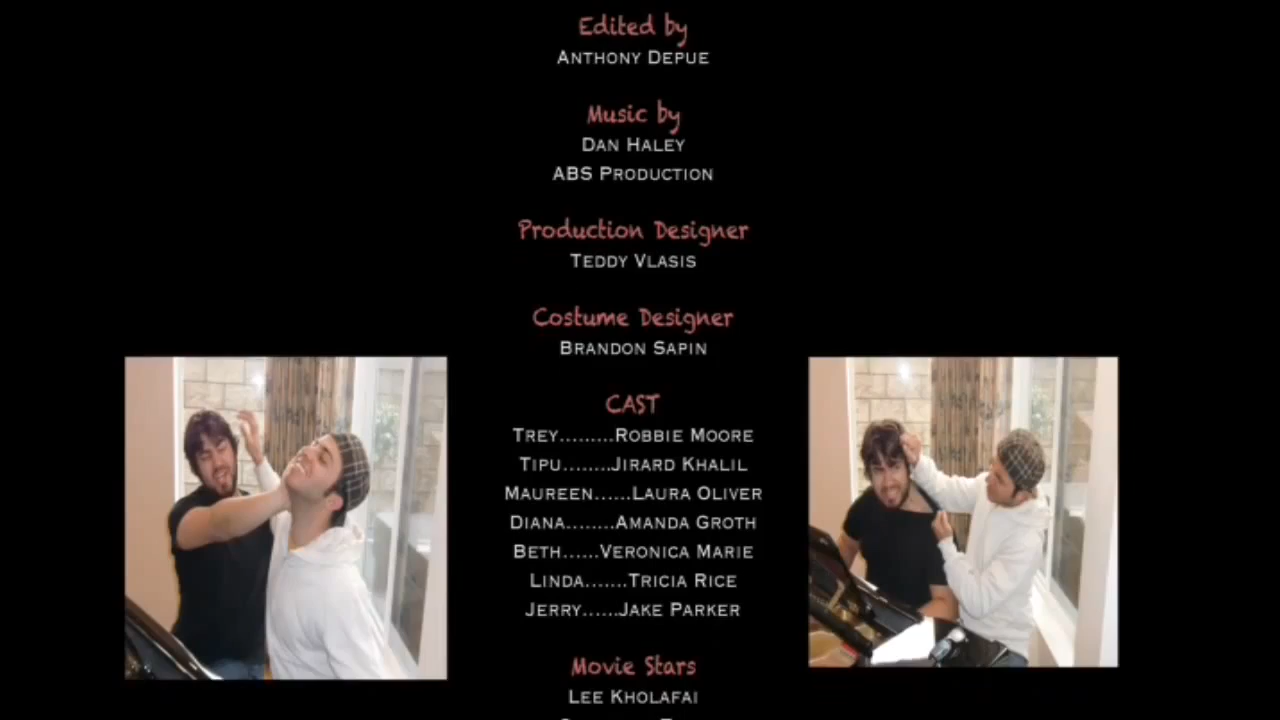 Edited by
ANTHONY DEPUE
Music by
DAN HALEY
ABS PRODUCTION
Production Designer
TEDDY VLASIS
Costume Designer
BRANDON SAPIN
CAST
TREY.........ROBBIE MOORE
TIPU........JIRARD KHALIL
MAUREEN......LAURA OLIVER
DIANA........AMANDA GROTH
BETH......VERONICA MARIE
LINDA.......TRICIA RICE
JERRY......JAKE PARKER
Movie Stars
LEE KHOLAFAI